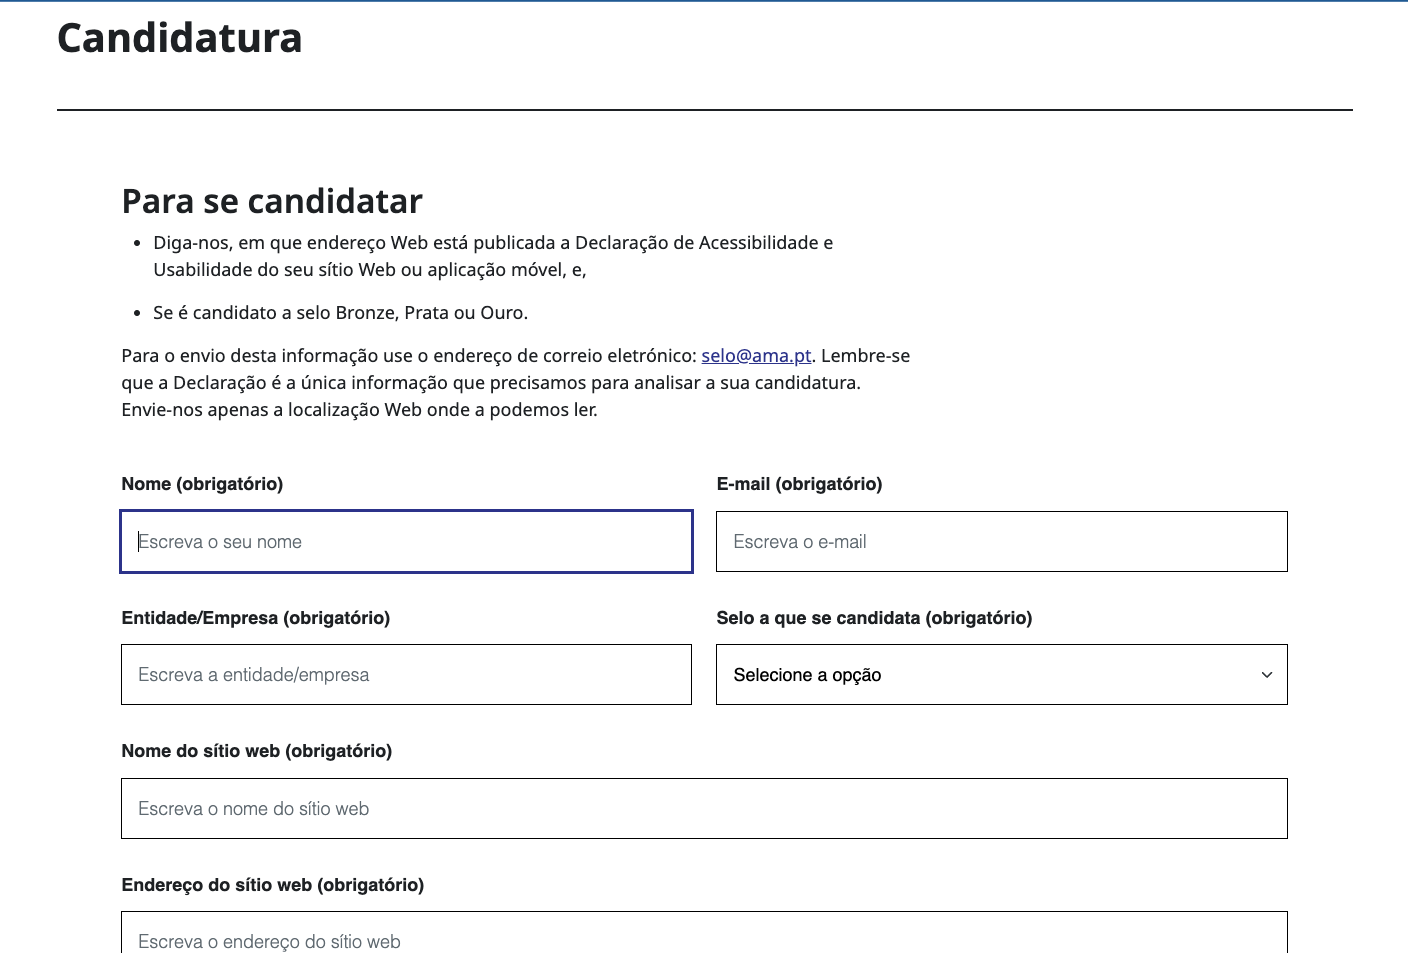 Candidatura
Para se candidatar
• Diga-nos, em que endereço Web está publicada a Declaração de Acessibilidade e
Usabilidade do seu sítio Web ou aplicação móvel, e,
• Se é candidato a selo Bronze, Prata ou Ouro.
Para o envio desta informação use o endereço de correio eletrónico: selo@ama.pt. Lembre-se
que a Declaração é a única informação que precisamos para analisar a sua candidatura.
Envie-nos apenas a localização Web onde a podemos ler.
Nome (obrigatório)
Escreva o seu nome
E-mail (obrigatório)
Escreva o e-mail
Entidade/Empresa (obrigatório)
Escreva a entidade/empresa
Selo a que se candidata (obrigatório)
Selecione a opção
Nome do sítio web (obrigatório)
Escreva o nome do sítio web
Endereço do sítio web (obrigatório)
Escreva o endereço do sítio web